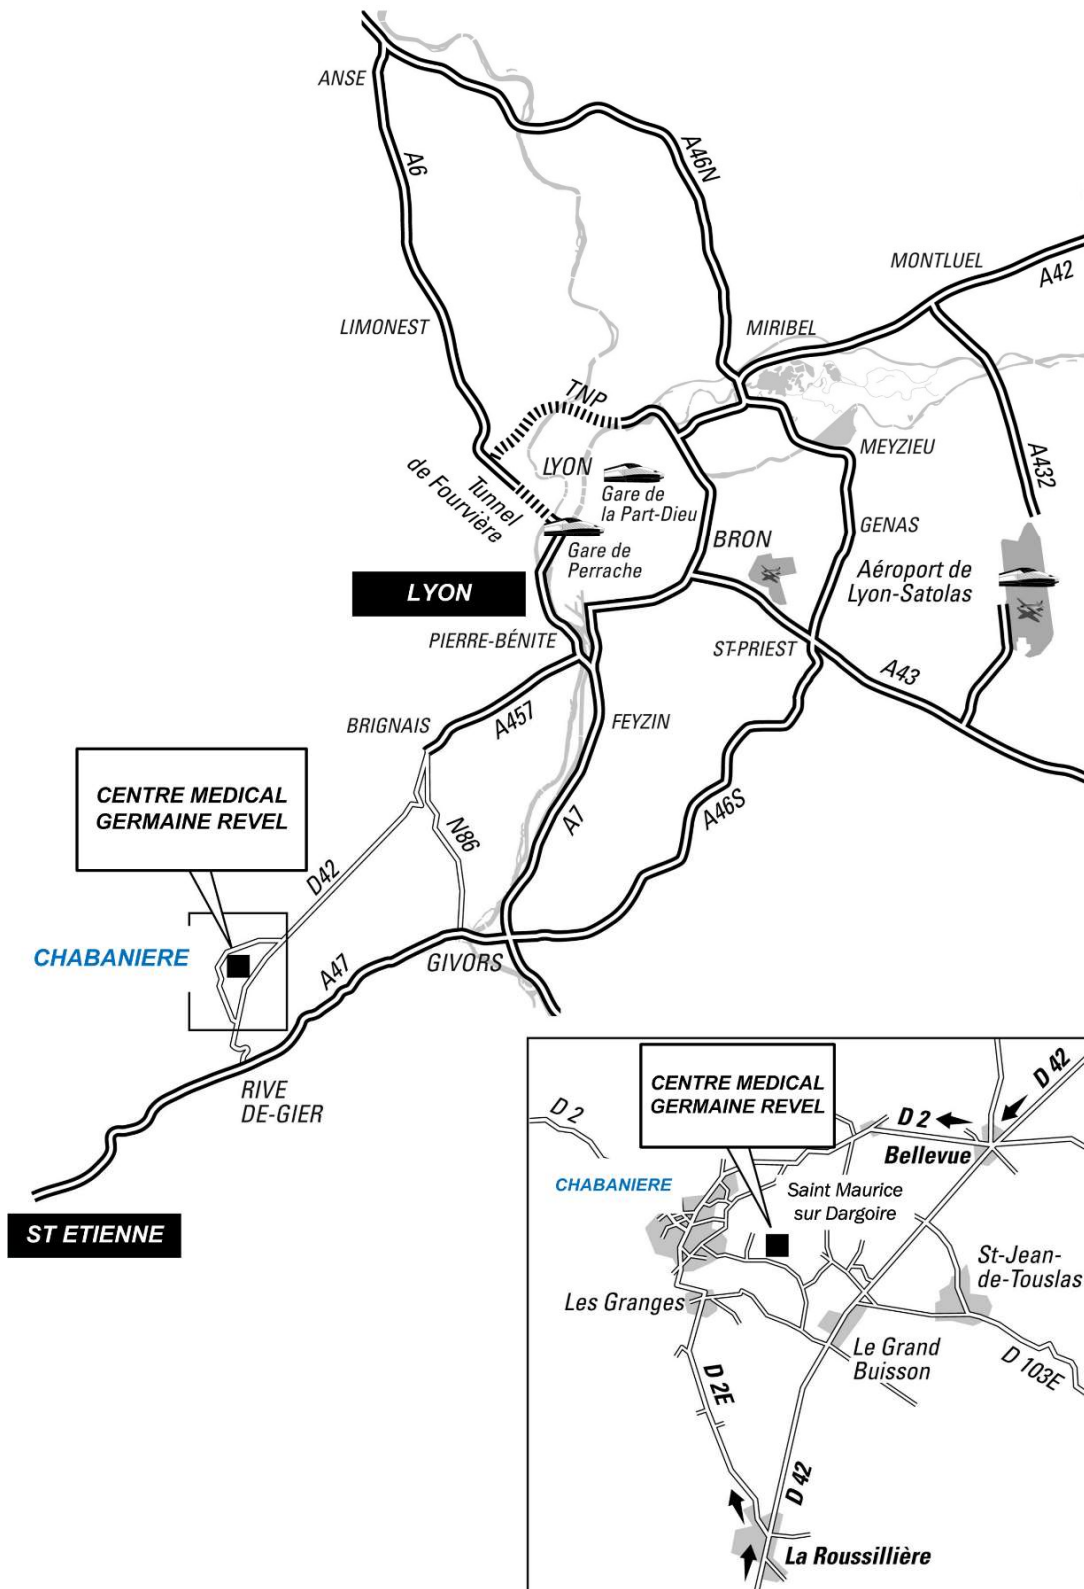 ANSE
A6
A46N
MONTLUEL
A42
LIMONEST
MIRIBEL
TNP
MEYZIEU
A432
LYON
Tunnel
de Fourvière
Gare de
la Part-Dieu
GENAS
BRON
Gare de
Perrache
Aéroport de
Lyon-Satolas
LYON
PIERRE-BÉNITE
ST-PRIEST
A43
BRIGNAIS
A457
FEYZIN
CENTRE MEDICAL
GERMAINE REVEL
A7
A46S
N86
D42
CHABANIERE
GIVORS
A47
RIVE
DE-GIER
ST ETIENNE
CENTRE MEDICAL
GERMAINE REVEL
D 42
D 2
D 2
Bellevue
CHABANIERE
Saint Maurice
sur Dargoire
St-Jean-
de-Touslas
Les Granges
Le Grand
Buisson
D 103E
D 2E
D 42
La Roussillière